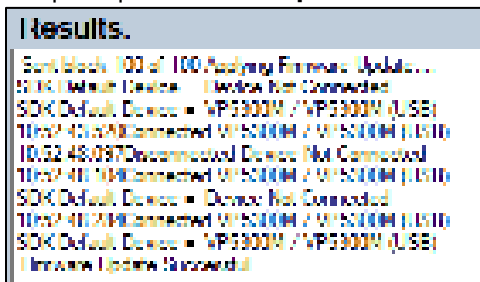 Results.
Sent block 100 of 100 Applying Firmware Update...
SDK Default Device = Device Not Connected
SDK Default Device = VP5300M / VP5300M (USB)
Connected VP5300M / VP5300M (USB)
Disconnected Device Not Connected
Connected VP5300M / VP5300M (USB)
SDK Default Device = Device Not Connected
Connected VP5300M / VP5300M (USB)
SDK Default Device = VP5300M / VP5300M (USB)
Firmware Update Successful